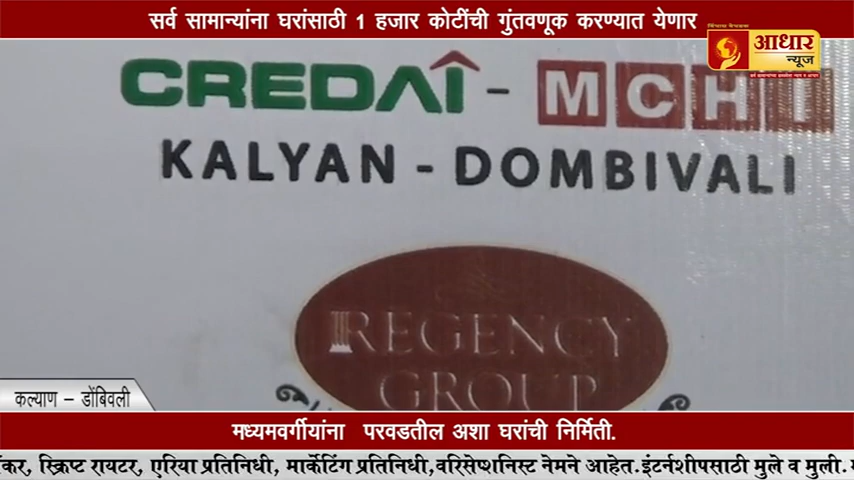 सर्व सामान्यांना घरांसाठी 1 हजार कोटींची गुंतवणूक करण्यात येणार
आधार
न्यूज
CREDAI - MCHI
KALYAN - DOMBIVALI
REGENCY
GROUP
कल्याण – डोंबिवली
मध्यमवर्गीयांना परवडतील अशा घरांची निर्मिती.
स्क्रिप्ट रायटर, एरिया प्रतिनिधी, मार्केटिंग प्रतिनिधी,वरिसेप्शनिस्ट नेमने आहेत.इंटर्नशीपसाठी मुले व मुली.